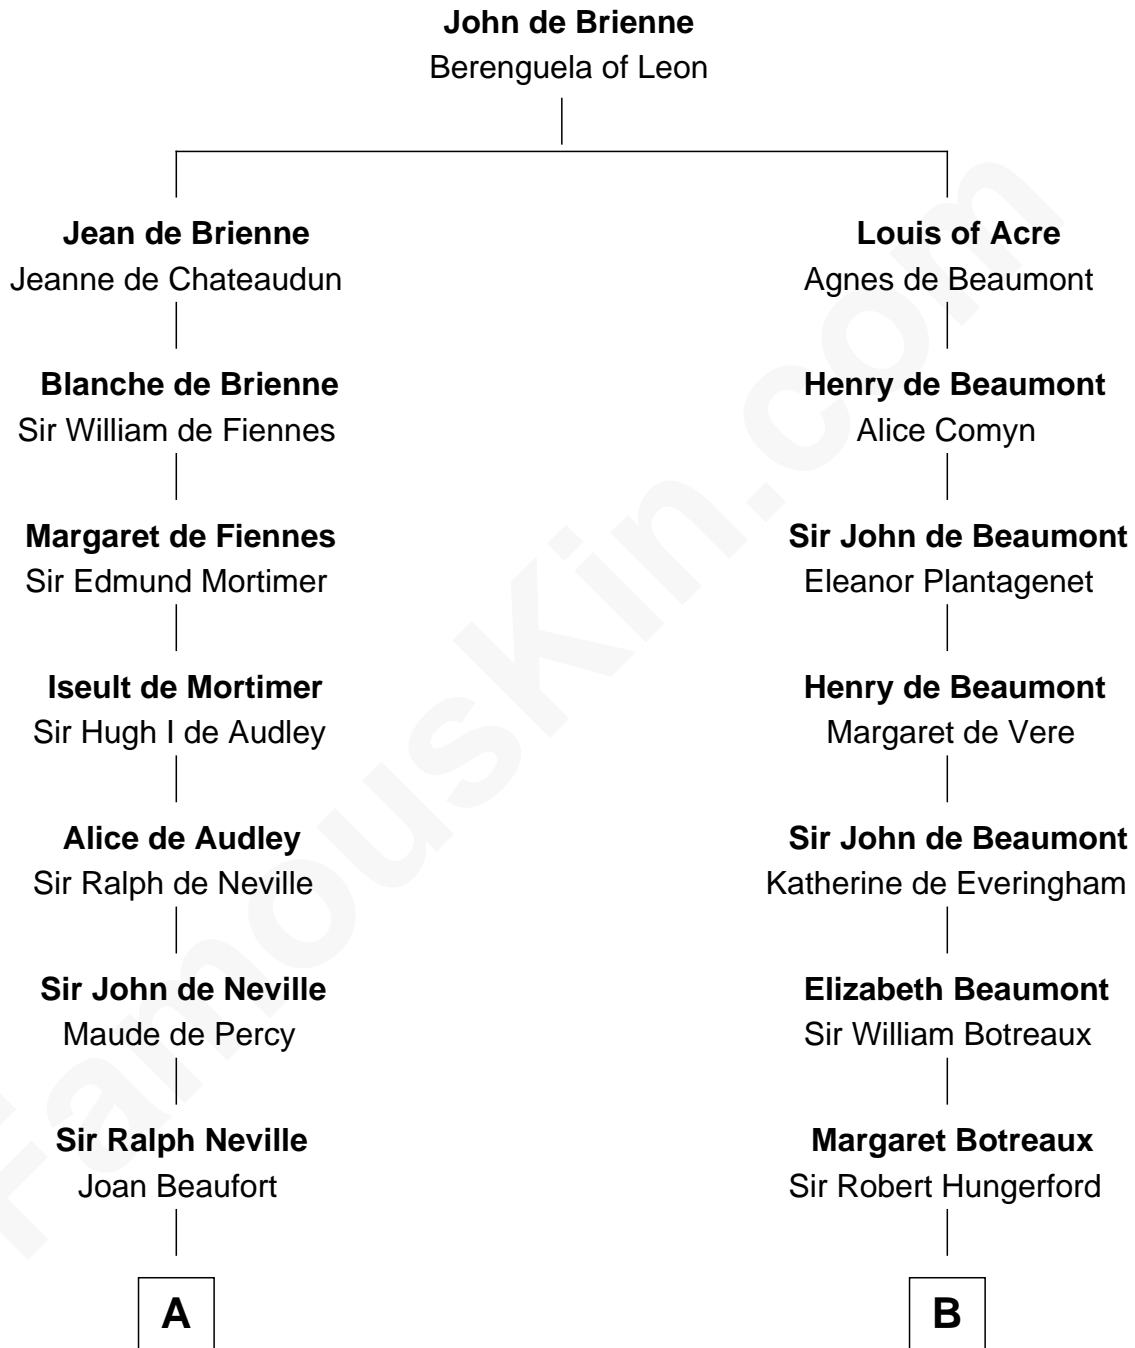 John de Brienne
Berenguela of Leon
Jean de Brienne
Jeanne de Chateaudun
Louis of Acre
Agnes de Beaumont
Blanche de Brienne
Sir William de Fiennes
Henry de Beaumont
Alice Comyn
Margaret de Fiennes
Sir Edmund Mortimer
Sir John de Beaumont
Eleanor Plantagenet
Iseult de Mortimer
Sir Hugh I de Audley
Henry de Beaumont
Margaret de Vere
Alice de Audley
Sir Ralph de Neville
Sir John de Beaumont
Katherine de Everingham
Sir John de Neville
Maude de Percy
Elizabeth Beaumont
Sir William Botreaux
Sir Ralph Neville
Joan Beaufort
Margaret Botreaux
Sir Robert Hungerford
A
B
FamousKin.com